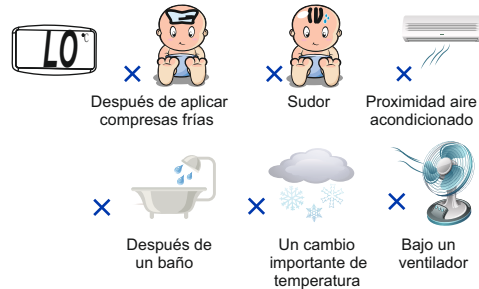 LO °C
Después de aplicar
compresas frías
Sudor
Proximidad aire
acondicionado
Después de
un baño
Un cambio
importante de
temperatura
Bajo un
ventilador